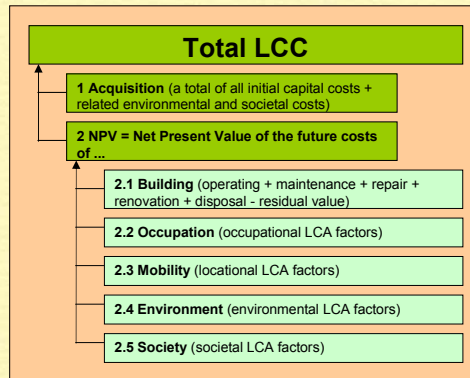 Total LCC
1 Acquisition (a total of all initial capital costs +
related environmental and societal costs)
2 NPV = Net Present Value of the future costs
of ...
2.1 Building (operating + maintenance + repair +
renovation + disposal - residual value)
2.2 Occupation (occupational LCA factors)
2.3 Mobility (locational LCA factors)
2.4 Environment (environmental LCA factors)
2.5 Society (societal LCA factors)